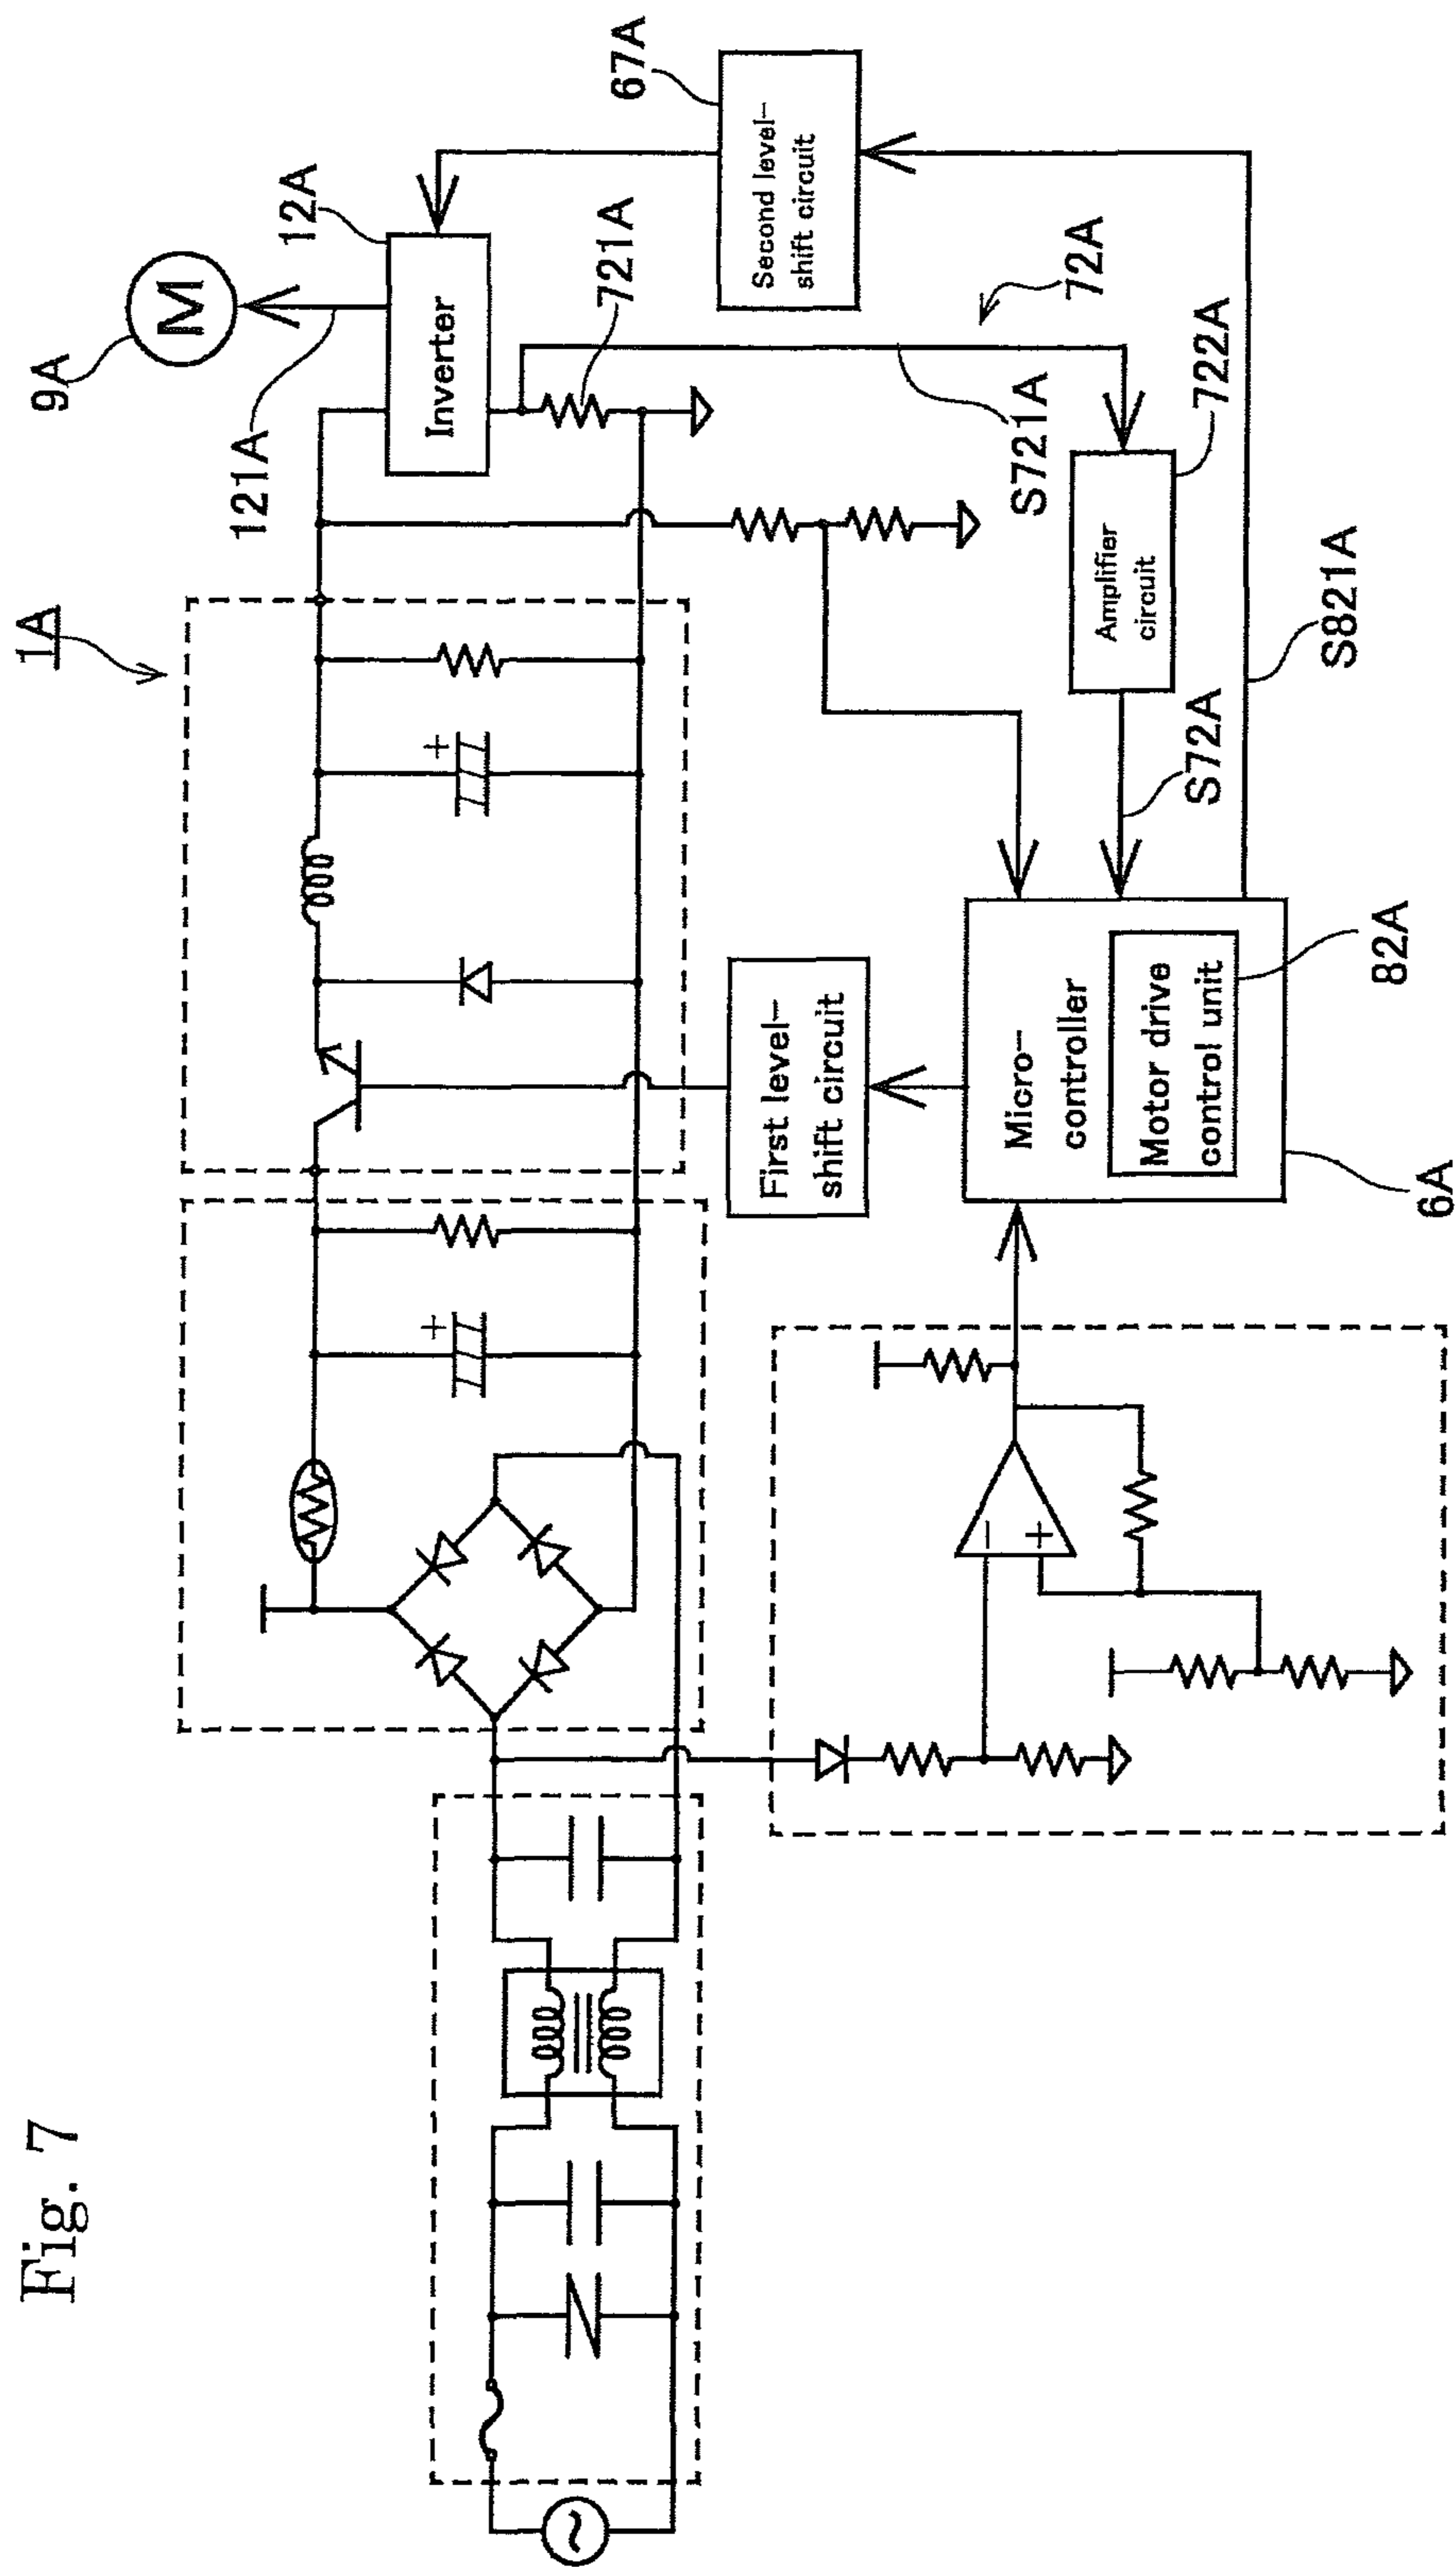 Fig. 7
1A
9A
M
121A
12A
Inverter
721A
67A
Second level-
shift circuit
72A
S721A
722A
Amplifier
circuit
S72A
S821A
First level-
shift circuit
Micro-
controller
Motor drive
control unit
82A
6A
+
+
−
+
~